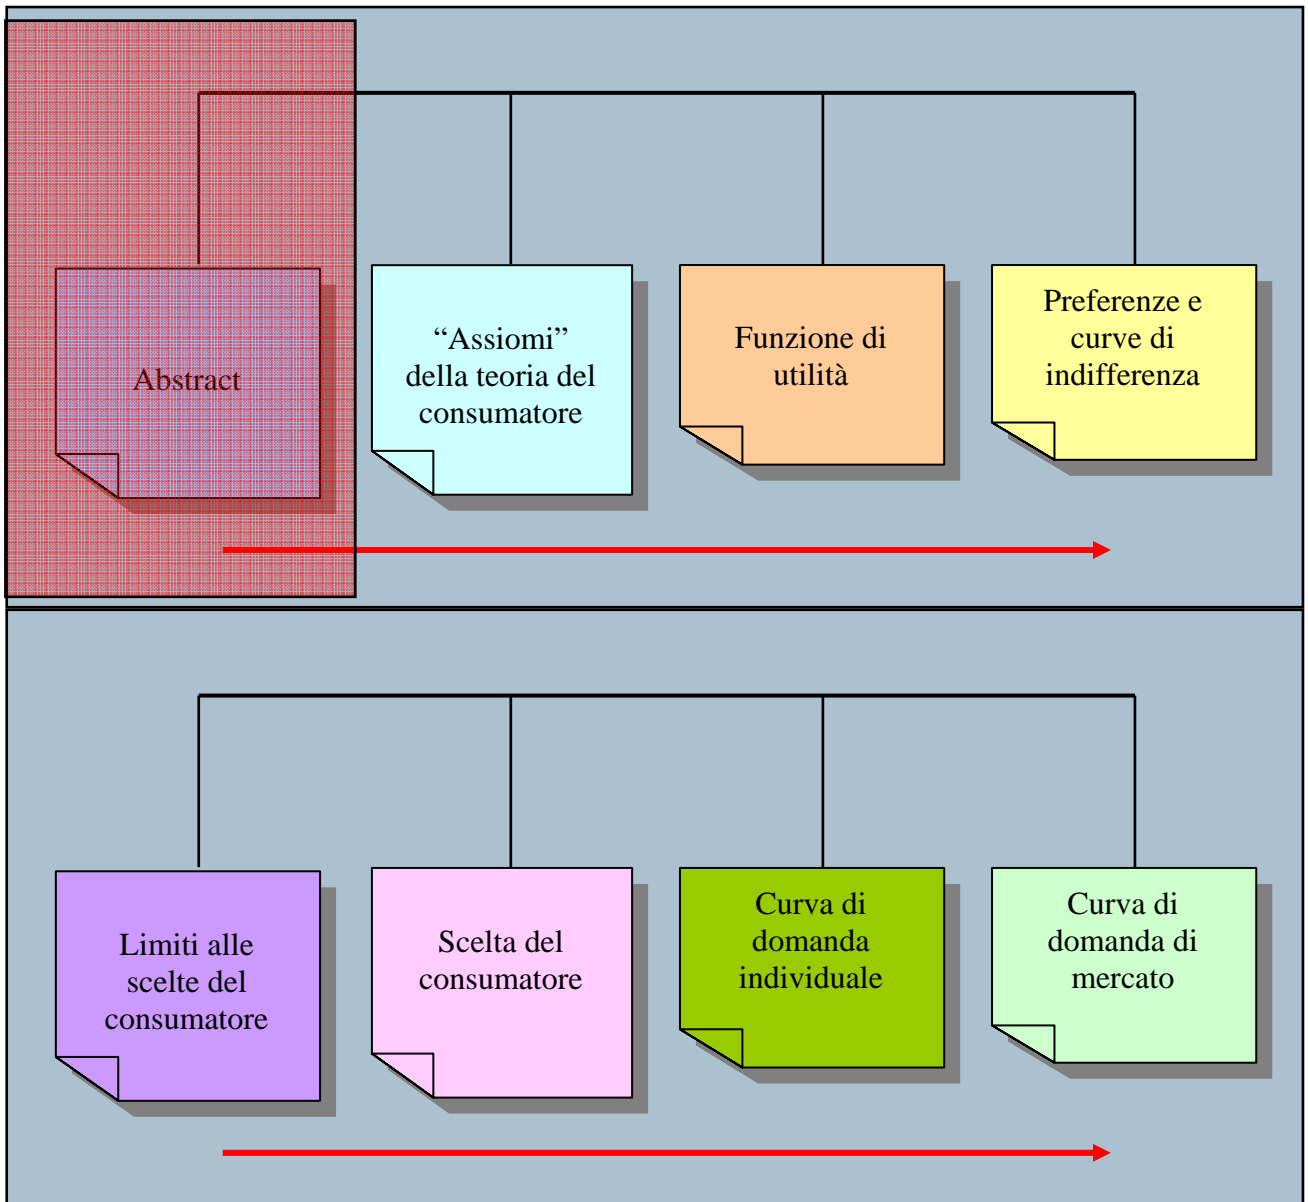 Abstract
“Assiomi”
della teoria del
consumatore
Funzione di
utilità
Preferenze e
curve di
indifferenza
Limiti alle
scelte del
consumatore
Scelta del
consumatore
Curva di
domanda
individuale
Curva di
domanda di
mercato